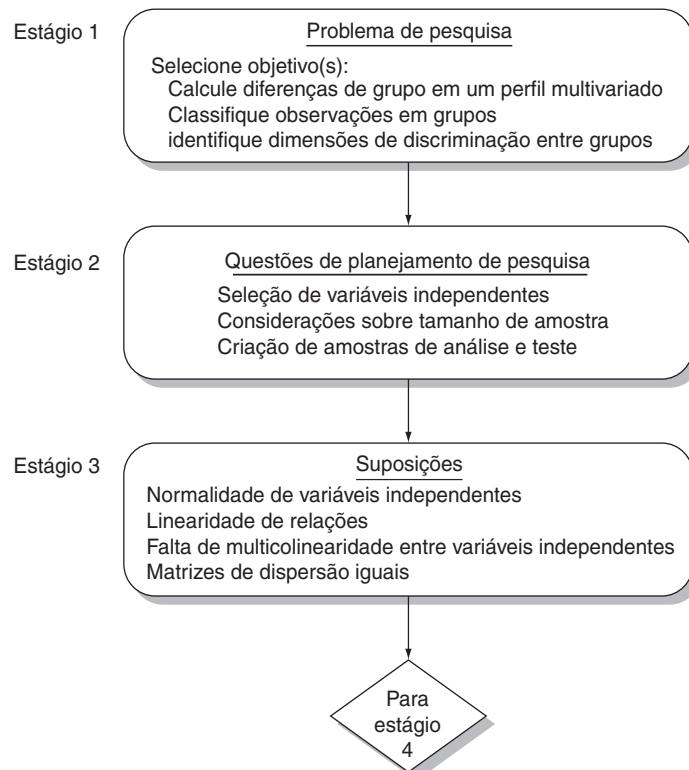 Estágio 1
Problema de pesquisa
Selecione objetivo(s):
Calcule diferenças de grupo em um perfil multivariado
Classifique observações em grupos
identifique dimensões de discriminação entre grupos
Estágio 2
Questões de planejamento de pesquisa
Seleção de variáveis independentes
Considerações sobre tamanho de amostra
Criação de amostras de análise e teste
Estágio 3
Suposições
Normalidade de variáveis independentes
Linearidade de relações
Falta de multicolinearidade entre variáveis independentes
Matrizes de dispersão iguais
Para
estágio
4